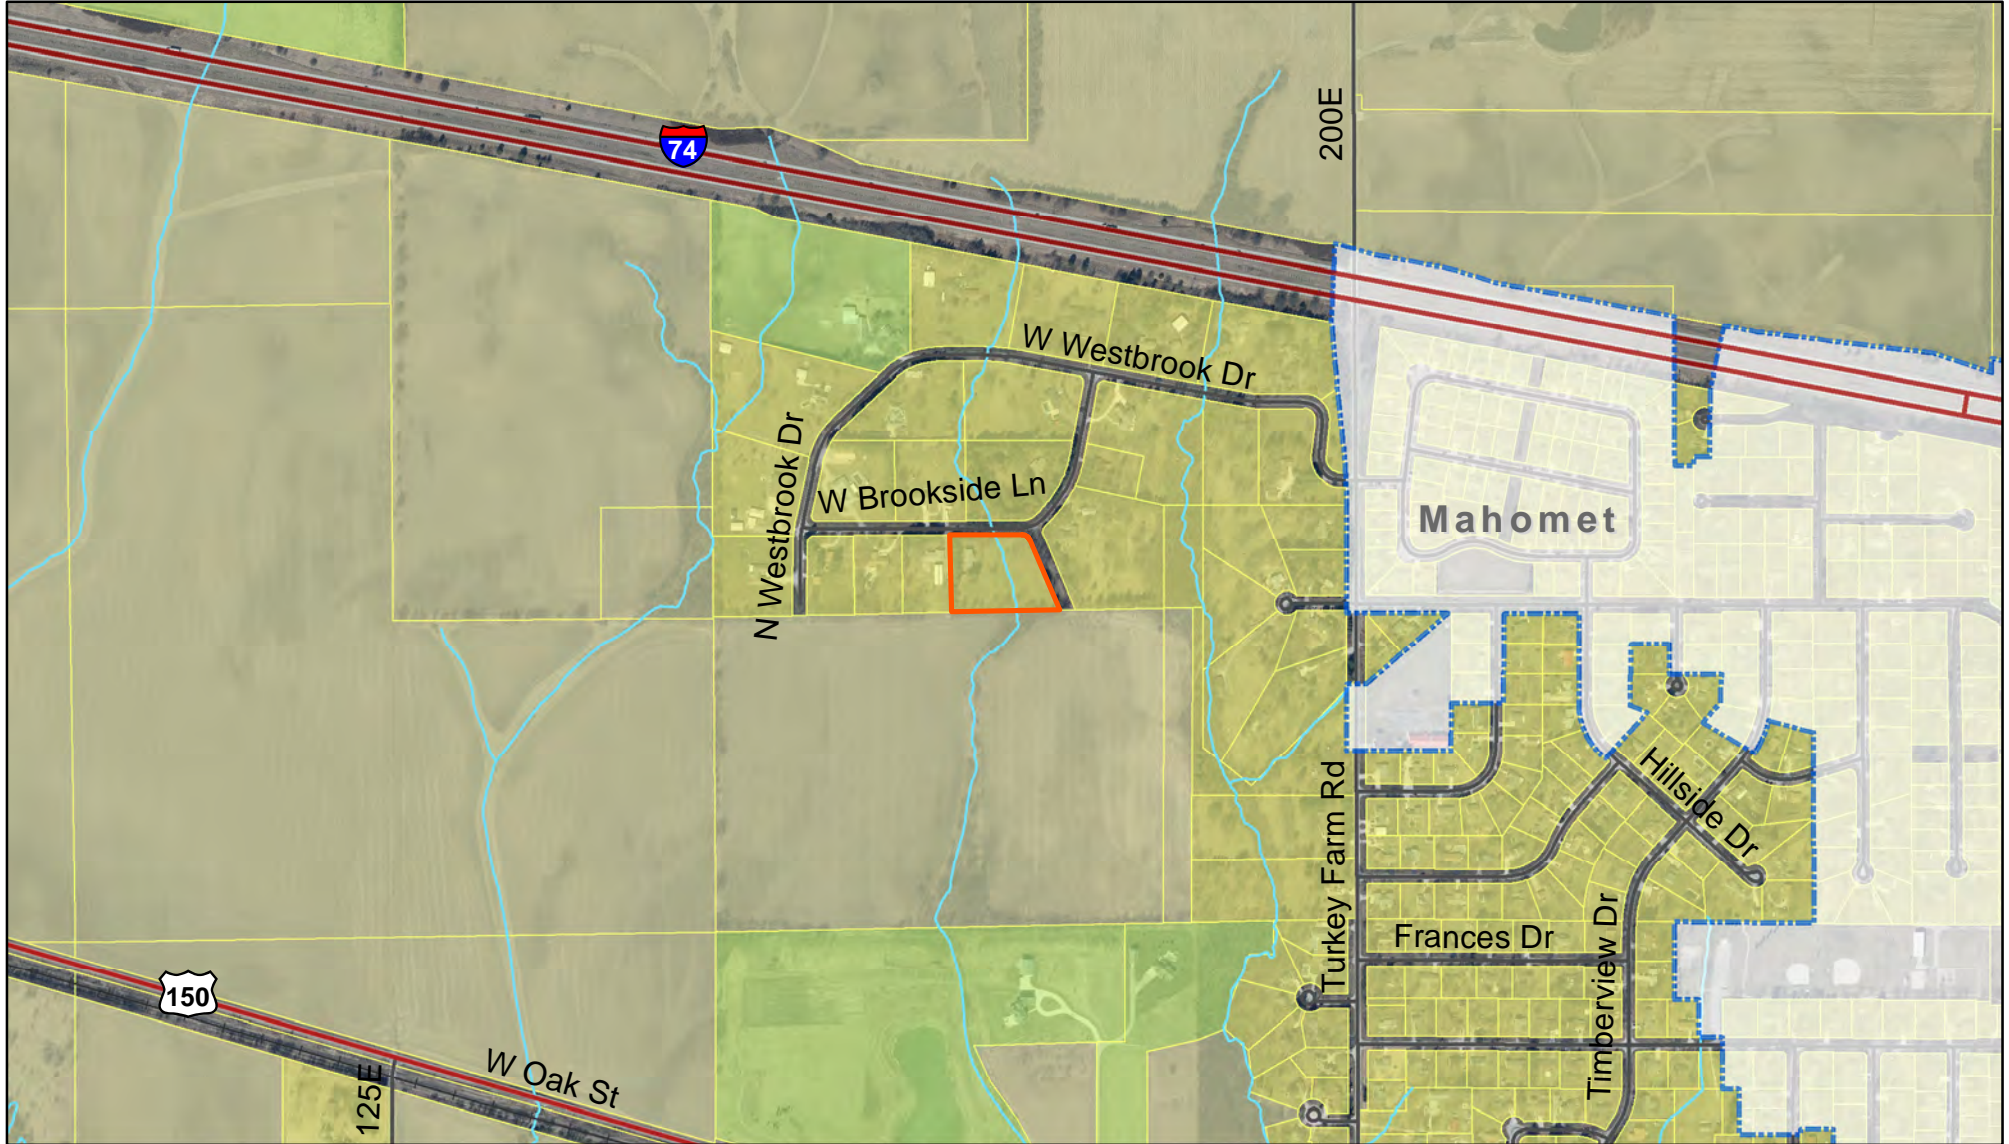 200E
74
W Westbrook Dr
N Westbrook Dr
W Brookside Ln
Mahomet
Hillside Dr
Turkey Farm Rd
Frances Dr
Timberview Dr
150
W Oak St
125E